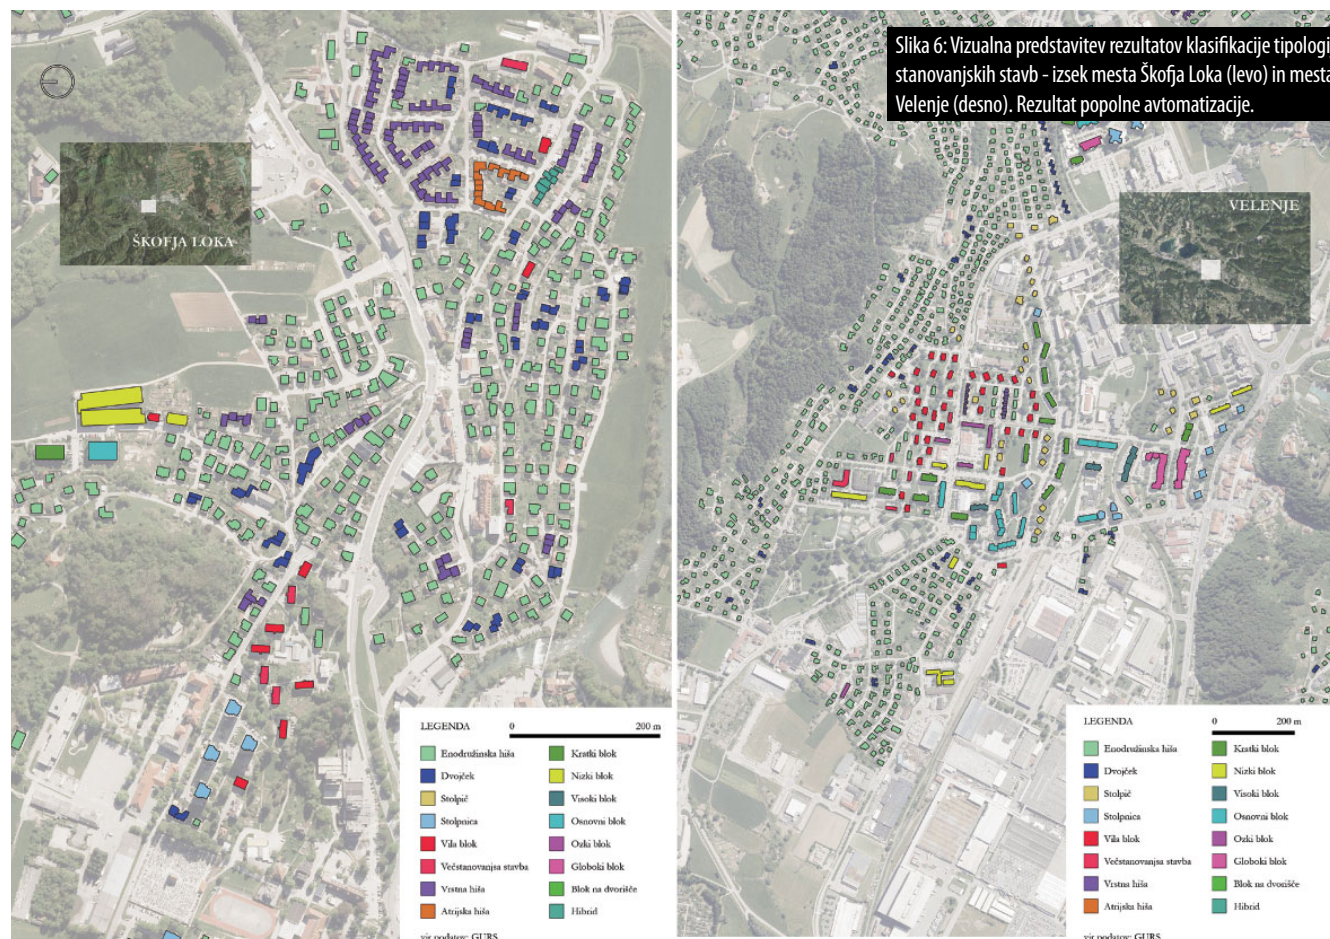 Slika 6: Vizualna predstavitev rezultatov klasifikacije tipologi
stanovanjskih stavb - izsek mesta Škofja Loka (levo) in mesta
Velenje (desno). Rezultat popolne avtomatizacije.
ŠKOFJA LOKA
VELENJE
LEGENDA
0 200 m
Enodružinska hiša
Dvojček
Stolpič
Stolpnica
Vila blok
Večstanovanjsa stavba
Vrstna hiša
Atrijska hiša
Kratki blok
Nizki blok
Visoki blok
Osnovni blok
Ozki blok
Globoki blok
Blok na dvorišče
Hibrid
vir podatov: GURS
LEGENDA
0 200 m
Enodružinska hiša
Dvojček
Stolpič
Stolpnica
Vila blok
Večstanovanjsa stavba
Vrstna hiša
Atrijska hiša
Kratki blok
Nizki blok
Visoki blok
Osnovni blok
Ozki blok
Globoki blok
Blok na dvorišče
Hibrid
vir podatov: GURS